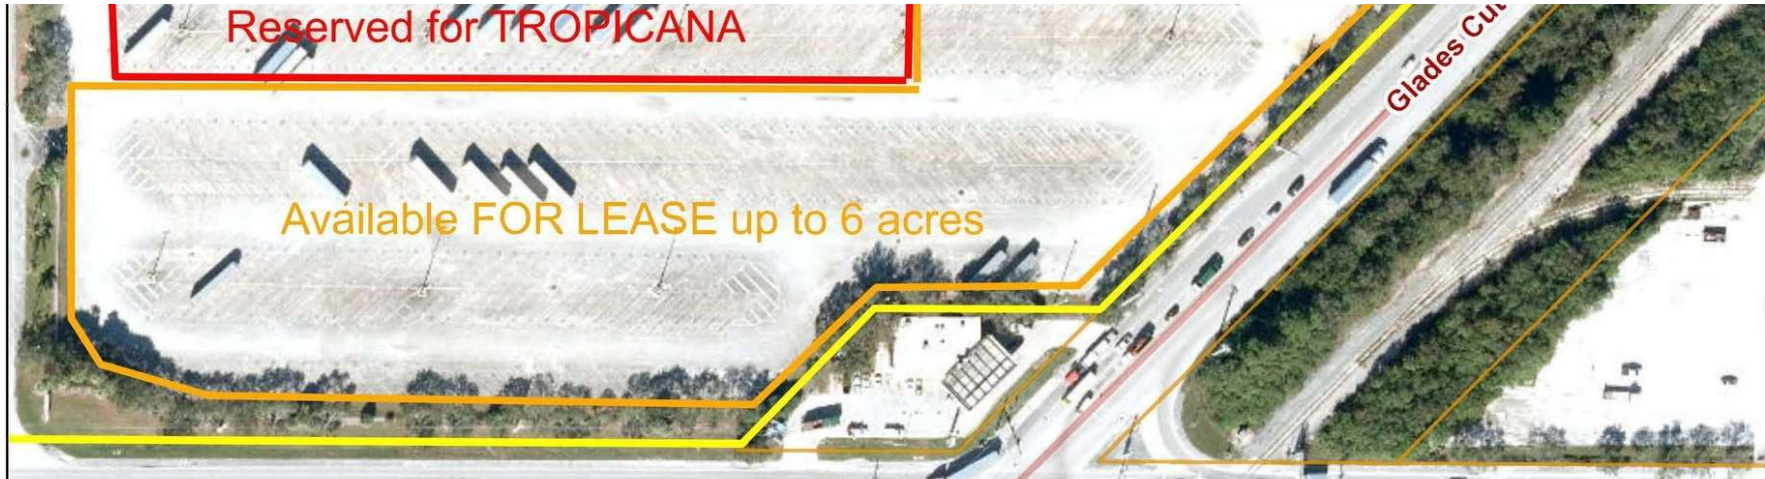 Reserved for TROPICANA
Glades Cut
Available FOR LEASE up to 6 acres